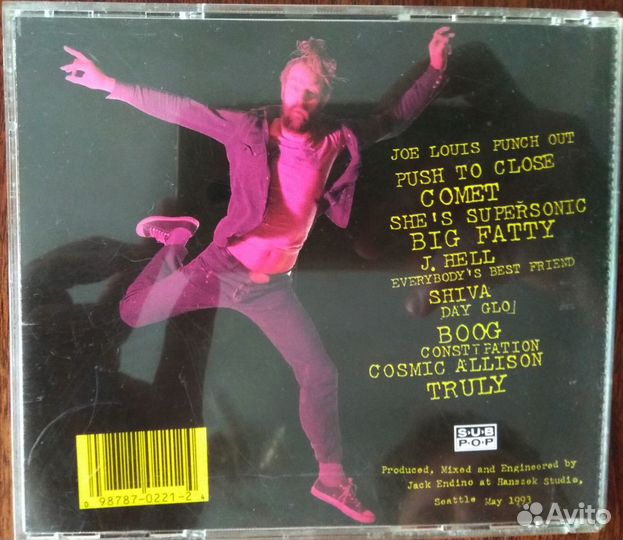 JOE LOUIS PUNCH OUT
PUSH TO CLOSE
COMET
SHE'S SUPERSONIC
BIG FATTY
J. HELL
EVERYBODY'S BEST FRIEND
SHIVA
DAY GLO
BOOG
CONSTIPATION
COSMIC ALLISON
TRULY
SUB
POP
Produced, Mixed and Engineered by
Jack Endino at Hanszek Studio,
Seattle May 1993
0 98787-0221-2 4
Avito